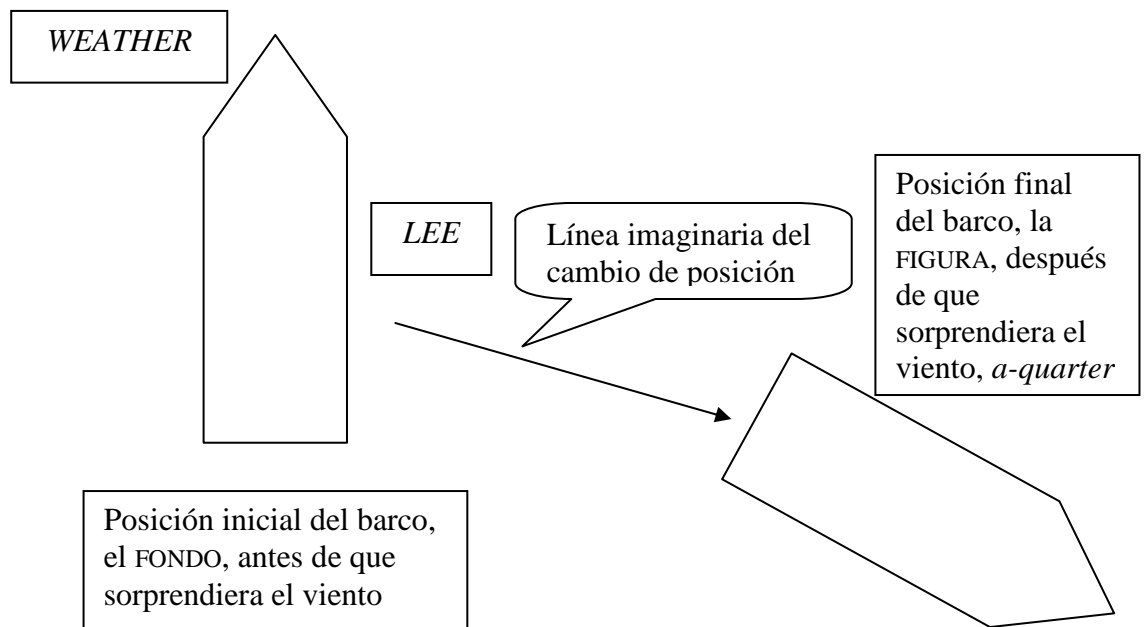 WEATHER
LEE
Línea imaginaria del
cambio de posición
Posición final
del barco, la
FIGURA, después
de que
sorprendiera el
viento, a-quarter
Posición inicial del barco,
el FONDO, antes de que
sorprendiera el viento